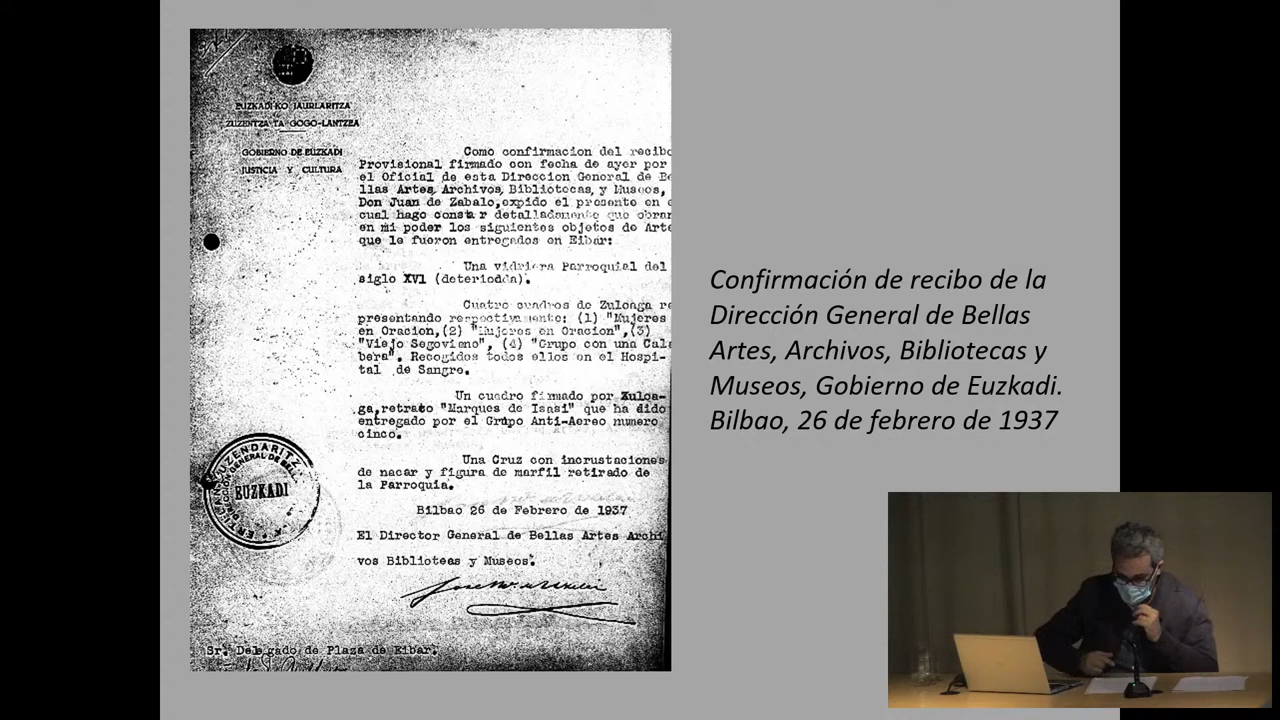 EUZKADI'KO JAURLARITZA
ZUZENTZA TA GOGO-LANTZEA
GOBIERNO DE EUZKADI
JUSTICIA Y CULTURA
Como confirmacion del recibo
Provisional firmado con fecha de ayer por
el Oficial de esta Direccion General de Be
llas Artes, Archivos, Bibliotecas, y Museos,
Don Juan de Zabalo, expido el presente en e
cual hago constar detalladamente que obran
en mi poder los siguientes objetos de Arte
que le fueron entregados en Eibar:
Una vidriera Parroquial del
siglo XVI (deteriodda).
Cuatro cuadros de Zuloaga re
presentando respectivamente: (1) "Mujeres
en Oracion, (2) "Mujeres en Oracion", (3)
"Viejo Segoviano", (4) "Grupo con una Cala
bera". Recogidos todos ellos en el Hospi-
tal de Sangre.
Un cuadro firmado por Zuloa-
ga, retrato "Marques de Isasi" que ha dido
entregado por el Grupo Anti-Aereo numero
cinco.
Una Cruz con incrustaciones
de nacar y figura de marfil retirado de
la Parroquia.
Bilbao 26 de Febrero de 1937
El Director General de Bellas Artes Archi
vos Biblioteas y Museos.
EUZKADI
Sr. Delegado de Plaza de Eibar.
Confirmación de recibo de la
Dirección General de Bellas
Artes, Archivos, Bibliotecas y
Museos, Gobierno de Euzkadi.
Bilbao, 26 de febrero de 1937